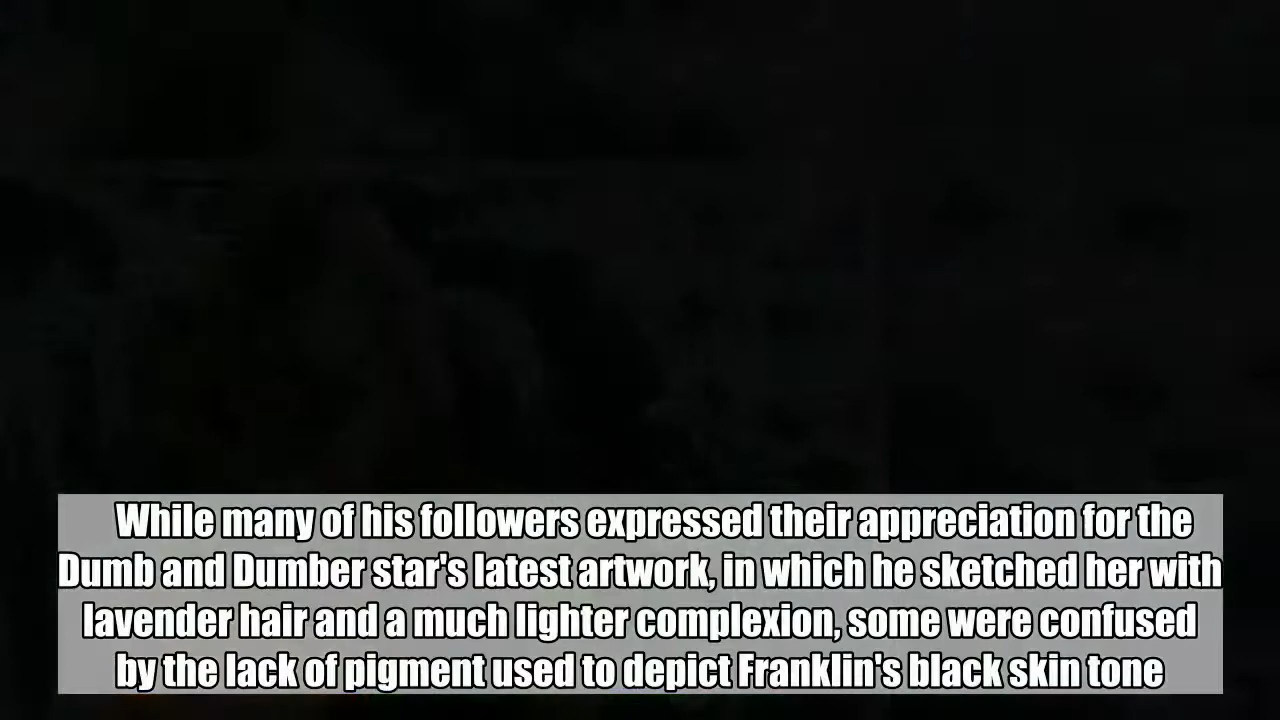 While many of his followers expressed their appreciation for the
Dumb and Dumber star's latest artwork, in which he sketched her with
lavender hair and a much lighter complexion, some were confused
by the lack of pigment used to depict Franklin's black skin tone